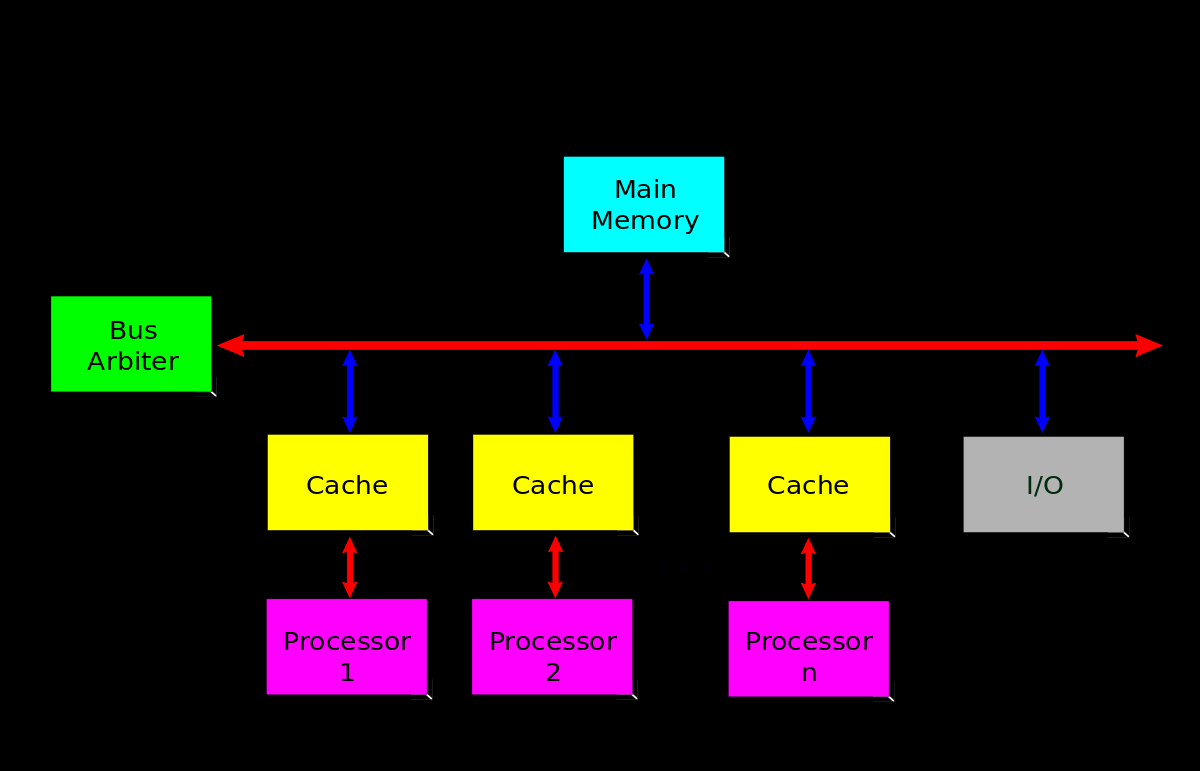 Main
Memory
Bus
Arbiter
Cache
Cache
Cache
I/O
Processor
1
Processor
2
Processor
n